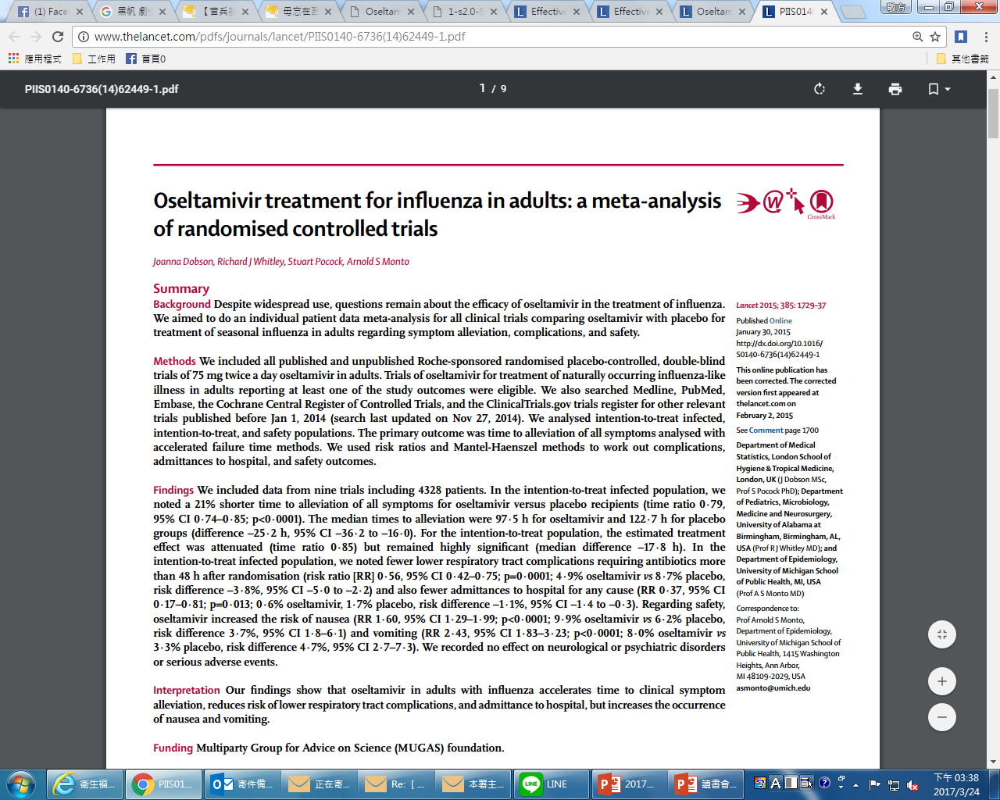 (1) Face
黑帆 劇
【官兵
毋忘在
Oseltam
1-s2.0-S
Effective
Effective
Oseltam
PIIS014
敬方
www.thelancet.com/pdfs/journals/lancet/PIIS0140-6736(14)62449-1.pdf
應用程式
工作用
首頁0
其他書籤
PIIS0140-6736(14)62449-1.pdf
1 / 9
Oseltamivir treatment for influenza in adults: a meta-analysis
of randomised controlled trials
CrossMark
Joanna Dobson, Richard J Whitley, Stuart Pocock, Arnold S Monto
Summary
Background Despite widespread use, questions remain about the efficacy of oseltamivir in the treatment of influenza.
We aimed to do an individual patient data meta-analysis for all clinical trials comparing oseltamivir with placebo for
treatment of seasonal influenza in adults regarding symptom alleviation, complications, and safety.
Methods We included all published and unpublished Roche-sponsored randomised placebo-controlled, double-blind
trials of 75 mg twice a day oseltamivir in adults. Trials of oseltamivir for treatment of naturally occurring influenza-like
illness in adults reporting at least one of the study outcomes were eligible. We also searched Medline, PubMed,
Embase, the Cochrane Central Register of Controlled Trials, and the ClinicalTrials.gov trials register for other relevant
trials published before Jan 1, 2014 (search last updated on Nov 27, 2014). We analysed intention-to-treat infected,
intention-to-treat, and safety populations. The primary outcome was time to alleviation of all symptoms analysed with
accelerated failure time methods. We used risk ratios and Mantel-Haenszel methods to work out complications,
admittances to hospital, and safety outcomes.
Findings We included data from nine trials including 4328 patients. In the intention-to-treat infected population, we
noted a 21% shorter time to alleviation of all symptoms for oseltamivir versus placebo recipients (time ratio 0·79,
95% CI 0·74–0·85; p<0·0001). The median times to alleviation were 97·5 h for oseltamivir and 122·7 h for placebo
groups (difference –25·2 h, 95% CI –36·2 to –16·0). For the intention-to-treat population, the estimated treatment
effect was attenuated (time ratio 0·85) but remained highly significant (median difference –17·8 h). In the
intention-to-treat infected population, we noted fewer lower respiratory tract complications requiring antibiotics more
than 48 h after randomisation (risk ratio [RR] 0·56, 95% CI 0·42–0·75; p=0·0001; 4·9% oseltamivir vs 8·7% placebo,
risk difference –3·8%, 95% CI –5·0 to –2·2) and also fewer admittances to hospital for any cause (RR 0·37, 95% CI
0·17–0·81; p=0·013; 0·6% oseltamivir, 1·7% placebo, risk difference –1·1%, 95% CI –1·4 to –0·3). Regarding safety,
oseltamivir increased the risk of nausea (RR 1·60, 95% CI 1·29–1·99; p<0·0001; 9·9% oseltamivir vs 6·2% placebo,
risk difference 3·7%, 95% CI 1·8–6·1) and vomiting (RR 2·43, 95% CI 1·83–3·23; p<0·0001; 8·0% oseltamivir vs
3·3% placebo, risk difference 4·7%, 95% CI 2·7–7·3). We recorded no effect on neurological or psychiatric disorders
or serious adverse events.
Interpretation Our findings show that oseltamivir in adults with influenza accelerates time to clinical symptom
alleviation, reduces risk of lower respiratory tract complications, and admittance to hospital, but increases the occurrence
of nausea and vomiting.
Funding Multiparty Group for Advice on Science (MUGAS) foundation.
Lancet 2015; 385: 1729–37
Published Online
January 30, 2015
http://dx.doi.org/10.1016/
S0140-6736(14)62449-1
This online publication has
been corrected. The corrected
version first appeared at
thelancet.com on
February 2, 2015
See Comment page 1700
Department of Medical
Statistics, London School of
Hygiene & Tropical Medicine,
London, UK (J Dobson MSc,
Prof S Pocock PhD); Department
of Pediatrics, Microbiology,
Medicine and Neurosurgery,
University of Alabama at
Birmingham, Birmingham, AL,
USA (Prof R J Whitley MD); and
Department of Epidemiology,
University of Michigan School
of Public Health, MI, USA
(Prof A S Monto MD)
Correspondence to:
Prof Arnold S Monto,
Department of Epidemiology,
University of Michigan School of
Public Health, 1415 Washington
Heights, Ann Arbor,
MI 48109-2029, USA
asmonto@umich.edu
衛生福...
PIIS01...
寄件備...
正在寄...
Re: [ ...
本署主...
LINE
2017...
讀書會...
下午 03:38
2017/3/24